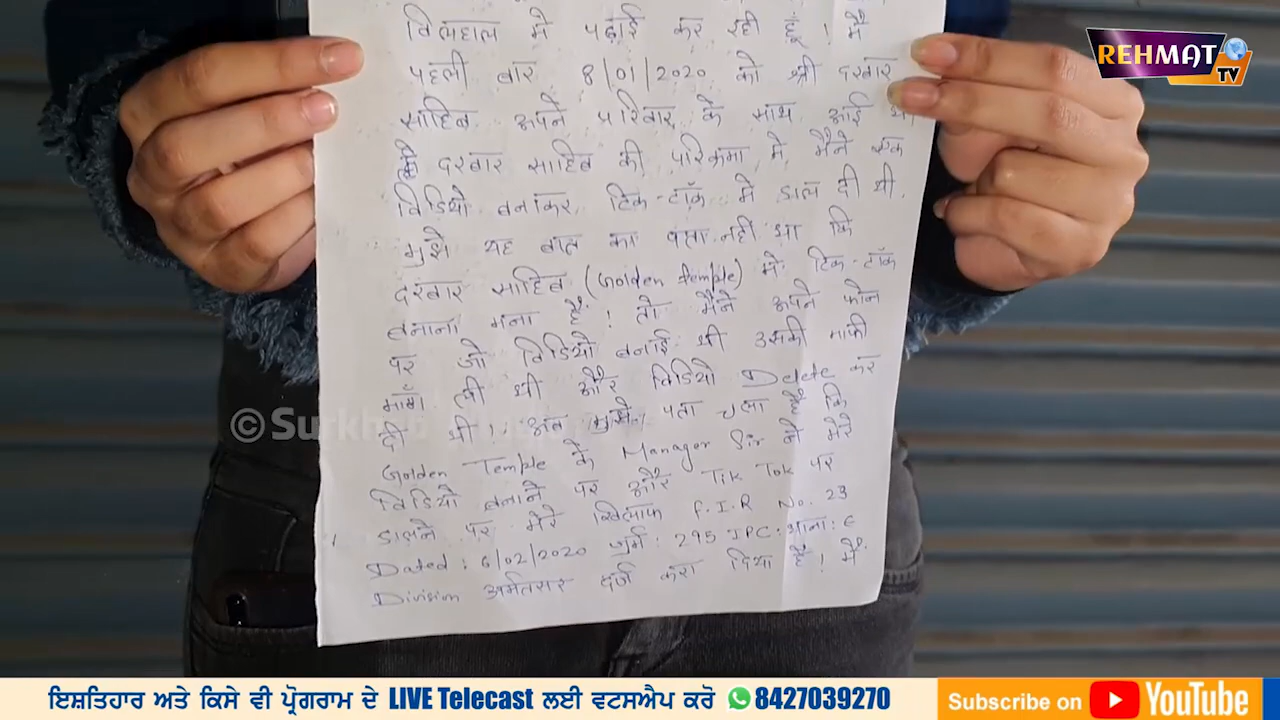 REHMAT TV
फिलहाल मे पढ़ाई कर रही हूँ ! मैं
पहली बार 8/01/2020 को श्री दरबार
साहिब अपने परिवार के साथ आई थी
दरबार साहिब की परिकमा मे मैने एक
विडियो बनाकर टिक-टॉक मे डाल दी थी.
मुझे यह बात का पता नहीं था कि
दरबार साहिब (Golden temple) मे टिक-टॉक
बनाना मना है ! तो मैने अपने फोन
पर जो विडियो बनाई थी उसकी माफी
मांग ली थी और विडियो Delete कर
दी थी ! अब मुझे पता चला है कि
Golden Temple के Manager Sir ने मेरे
विडियो बनाने पर और Tik Tok पर
डालने पर मेरे खिलाफ F.I.R No. 23
Dated : 6/02/2020 जुर्म : 295 IPC. थाना: E
Division अमृतसर दर्ज करा दिया है ! मैं
ਇਸ਼ਤਿਹਾਰ ਅਤੇ ਕਿਸੇ ਵੀ ਪ੍ਰੋਗਰਾਮ ਦੇ LIVE Telecast ਲਈ ਵਟਸਐਪ ਕਰੋ 8427039270
Subscribe on YouTube